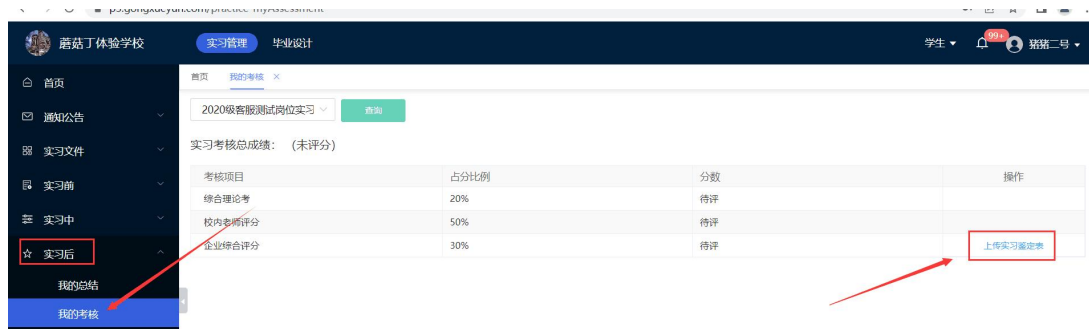 p5.gongxueyun.com/practice-myAssessment
蘑菇丁体验学校 实习管理 毕业设计 学生 99+ 猪猪二号
首页 首页 我的考核 ×
通知公告 2020级客服测试岗位实习 查询
实习文件 实习考核总成绩： (未评分)
实习前 考核项目 占分比例 分数 操作
综合理论考 20% 待评
实习中 校内老师评分 50% 待评
实习后 企业综合评分 30% 待评 上传实习鉴定表
我的总结
我的考核